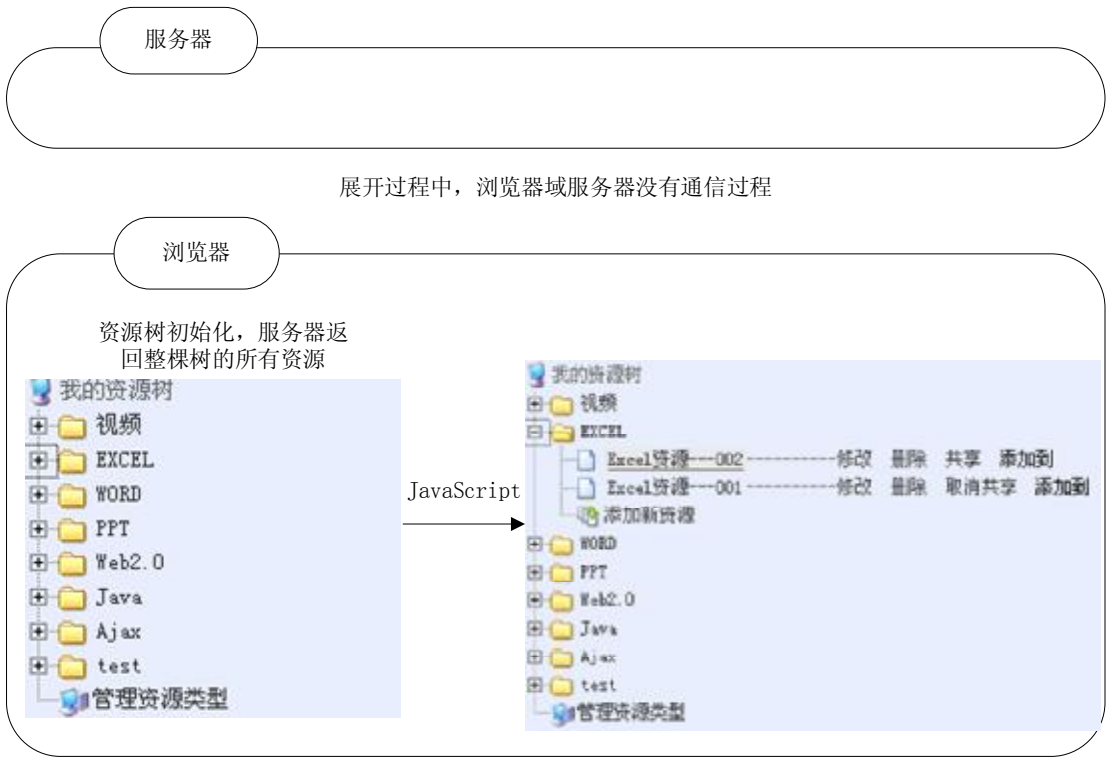 服务器
展开过程中，浏览器域服务器没有通信过程
浏览器
资源树初始化，服务器返
回整棵树的所有资源
我的资源树
视频
EXCEL
WORD
PPT
Web2.0
Java
Ajax
test
管理资源类型
JavaScript
我的资源树
视频
EXCEL
Excel资源---002-----------修改 删除 共享 添加到
Excel资源---001-----------修改 删除 取消共享 添加到
添加新资源
WORD
PPT
Web2.0
Java
Ajax
test
管理资源类型